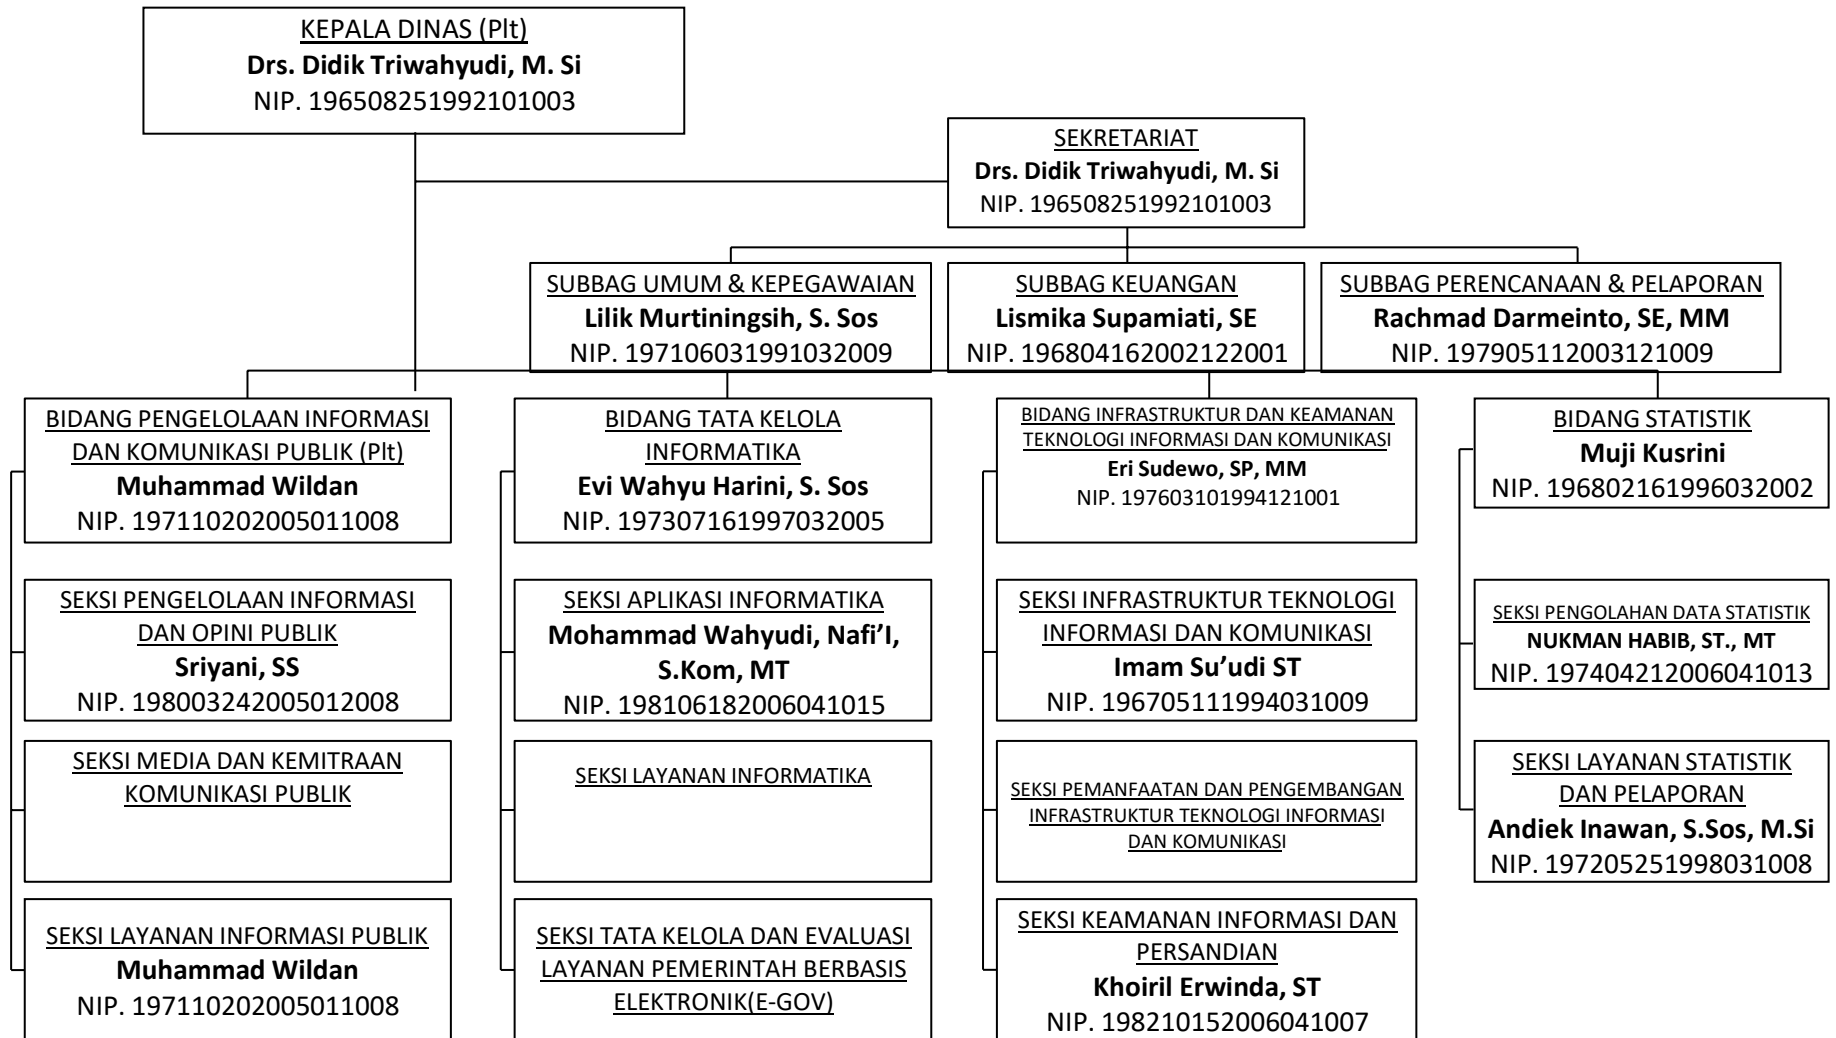 KEPALA DINAS (Plt)
Drs. Didik Triwahyudi, M. Si
NIP. 196508251992101003
SEKRETARIAT
Drs. Didik Triwahyudi, M. Si
NIP. 196508251992101003
SUBBAG UMUM & KEPEGAWAIAN
Lilik Murtiningsih, S. Sos
NIP. 197106031991032009
SUBBAG KEUANGAN
Lismika Supamiati, SE
NIP. 196804162002122001
SUBBAG PERENCANAAN & PELAPORAN
Rachmad Darmeinto, SE, MM
NIP. 197905112003121009
BIDANG PENGELOLAAN INFORMASI
DAN KOMUNIKASI PUBLIK (Plt)
Muhammad Wildan
NIP. 197110202005011008
BIDANG TATA KELOLA
INFORMATIKA
Evi Wahyu Harini, S. Sos
NIP. 197307161997032005
BIDANG INFRASTRUKTUR DAN KEAMANAN
TEKNOLOGI INFORMASI DAN KOMUNIKASI
Eri Sudewo, SP, MM
NIP. 197603101994121001
BIDANG STATISTIK
Muji Kusrini
NIP. 196802161996032002
SEKSI PENGELOLAAN INFORMASI
DAN OPINI PUBLIK
Sriyani, SS
NIP. 198003242005012008
SEKSI APLIKASI INFORMATIKA
Mohammad Wahyudi, Nafi’I,
S.Kom, MT
NIP. 198106182006041015
SEKSI INFRASTRUKTUR TEKNOLOGI
INFORMASI DAN KOMUNIKASI
Imam Su’udi ST
NIP. 196705111994031009
SEKSI PENGOLAHAN DATA STATISTIK
NUKMAN HABIB, ST., MT
NIP. 197404212006041013
SEKSI MEDIA DAN KEMITRAAN
KOMUNIKASI PUBLIK
SEKSI LAYANAN INFORMATIKA
SEKSI PEMANFAATAN DAN PENGEMBANGAN
INFRASTRUKTUR TEKNOLOGI INFORMASI
DAN KOMUNIKASI
SEKSI LAYANAN STATISTIK
DAN PELAPORAN
Andiek Inawan, S.Sos, M.Si
NIP. 197205251998031008
SEKSI LAYANAN INFORMASI PUBLIK
Muhammad Wildan
NIP. 197110202005011008
SEKSI TATA KELOLA DAN EVALUASI
LAYANAN PEMERINTAH BERBASIS
ELEKTRONIK(E-GOV)
SEKSI KEAMANAN INFORMASI DAN
PERSANDIAN
Khoiril Erwinda, ST
NIP. 198210152006041007